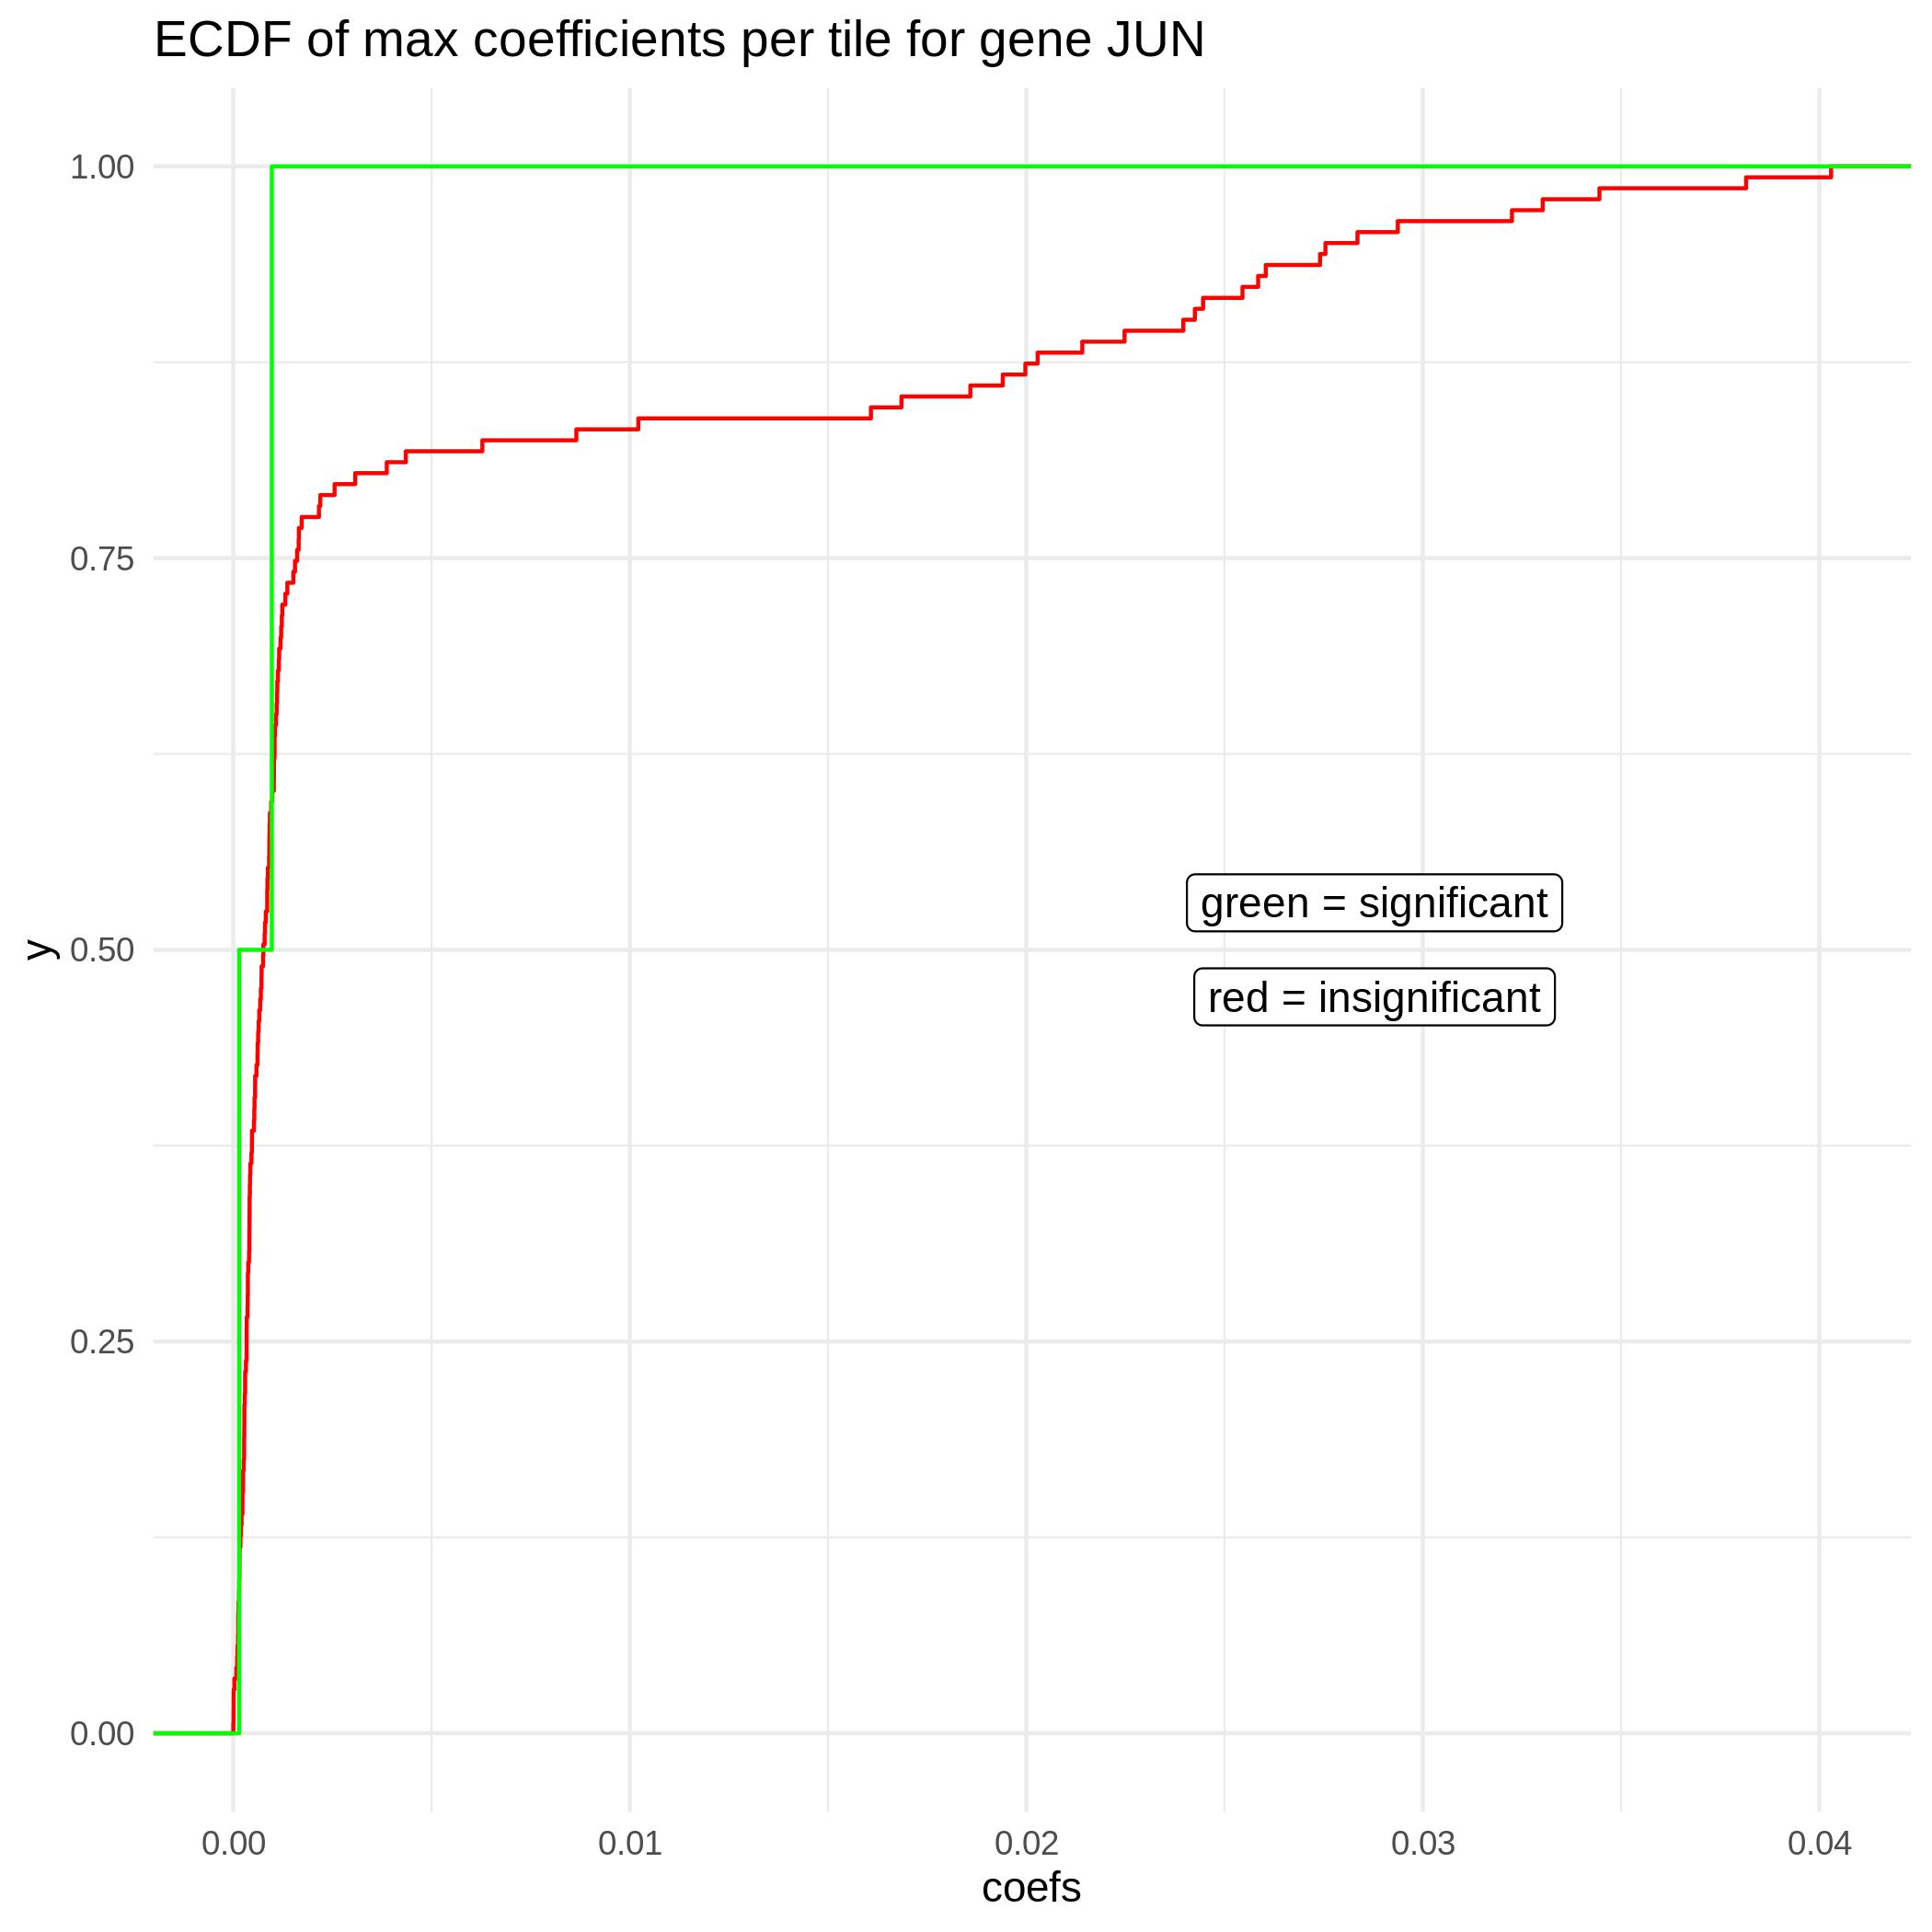 ECDF of max coefficients per tile for gene JUN
1.00
0.75
0.50
0.25
0.00
y
green = significant
red = insignificant
0.00 0.01 0.02 0.03 0.04
coefs